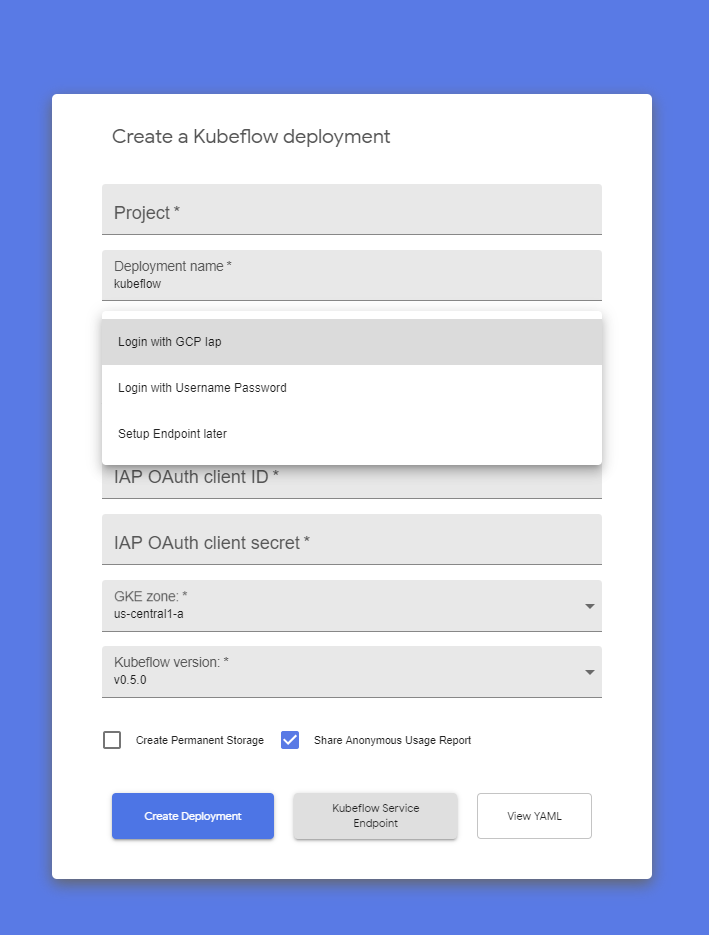 Create a Kubeflow deployment
Project *
Deployment name *
kubeflow
Login with GCP Iap
Login with Username Password
Setup Endpoint later
IAP OAuth client ID *
IAP OAuth client secret *
GKE zone: *
us-central1-a
Kubeflow version: *
v0.5.0
Create Permanent Storage Share Anonymous Usage Report
Create Deployment
Kubeflow Service
Endpoint
View YAML